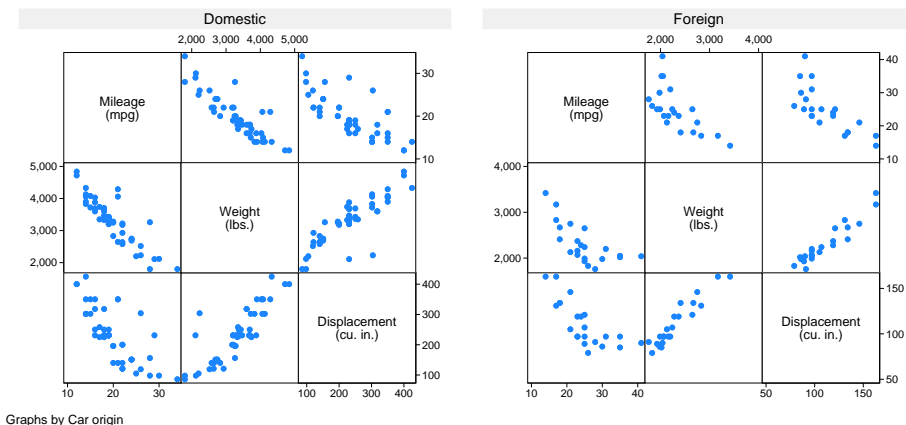 Domestic
2,000 3,000 4,000 5,000
Mileage
(mpg)
30
20
10
5,000
4,000
3,000
2,000
Weight
(lbs.)
Displacement
(cu. in.)
400
300
200
100
10 20 30
100 200 300 400
Foreign
2,000 3,000 4,000
Mileage
(mpg)
40
30
20
10
4,000
3,000
2,000
Weight
(lbs.)
Displacement
(cu. in.)
150
100
50
10 20 30 40
50 100 150
Graphs by Car origin